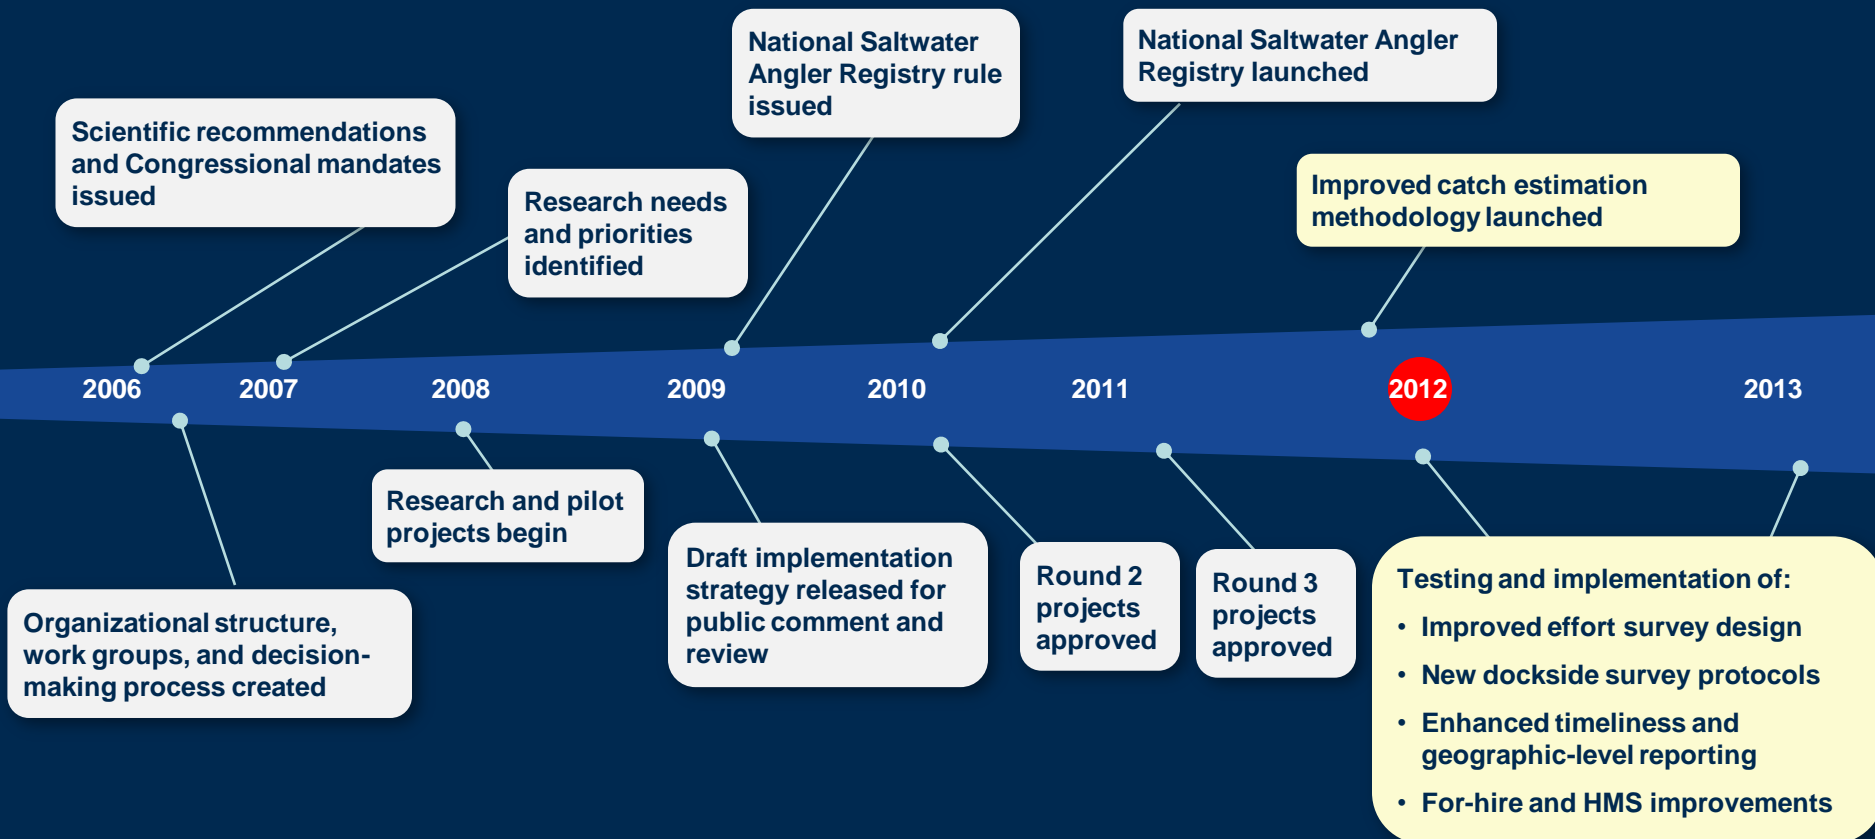 National Saltwater
Angler Registry rule
issued
National Saltwater Angler
Registry launched
Scientific recommendations
and Congressional mandates
issued
Research needs
and priorities
identified
Improved catch estimation
methodology launched
2006 2007 2008 2009 2010 2011 2012 2013
Research and pilot
projects begin
Organizational structure,
work groups, and decision-
making process created
Draft implementation
strategy released for
public comment and
review
Round 2
projects
approved
Round 3
projects
approved
Testing and implementation of:
• Improved effort survey design
• New dockside survey protocols
• Enhanced timeliness and
geographic-level reporting
• For-hire and HMS improvements